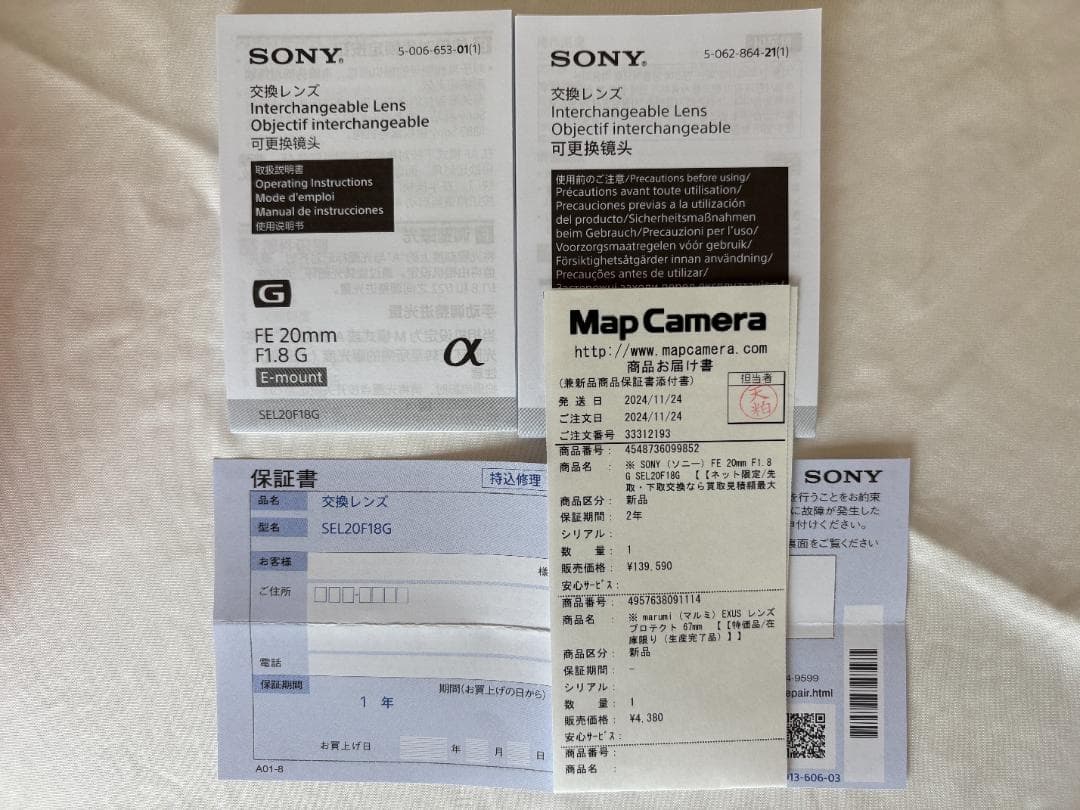 SONY®
5-006-653-01(1)
交換レンズ
Interchangeable Lens
Objectif interchangeable
可更换镜头
取扱説明書
Operating Instructions
Mode d'emploi
Manual de instrucciones
使用说明书
G
FE 20mm
F1.8 G
E-mount
α
SEL20F18G
SONY®
5-062-864-21(1)
交換レンズ
Interchangeable Lens
Objectif interchangeable
可更换镜头
使用前のご注意/Precautions before using/
Précautions avant toute utilisation/
Precauciones previas a la utilización
del producto/Sicherheitsmaßnahmen
beim Gebrauch/Precauzioni per l'uso/
Voorzorgsmaatregelen vóór gebruik/
Försiktighetsåtgärder innan användning/
Precauções antes de utilizar/
Map Camera
http://www.mapcamera.com
商品お届け書
(兼新品商品保証書添付書)
担当者
天粕
発送日 2024/11/24
ご注文日 2024/11/24
ご注文番号 33312193
商品番号: 4548736099852
商品名 : ※ SONY (ソニー) FE 20mm F1.8
G SEL20F18G 【【ネット限定/先
取・下取交換なら買取見積額最大
商品区分: 新品
保証期間: 2年
シリアル:
数 量: 1
販売価格: ¥139,590
安心サービス:
商品番号: 4957638091114
商品名 : ※ marumi (マルミ) EXUS レンズ
プロテクト 67mm 【【特価品/在
庫限り (生産完了品)】】
商品区分: 新品
保証期間: -
シリアル:
数 量: 1
販売価格: ¥4,380
安心サービス:
商品番号:
商品名 :
保証書
持込修理
品名 交換レンズ
型名 SEL20F18G
お客様
様
ご住所
電話
保証期間
期間(お買上げの日から)
1 年
お買上げ日 年 月 日
A01-8
SONY
を行うことをお約束
に故障が発生した
申付けください。
裏面をご覧ください
4-9599
epair.html
013-606-03